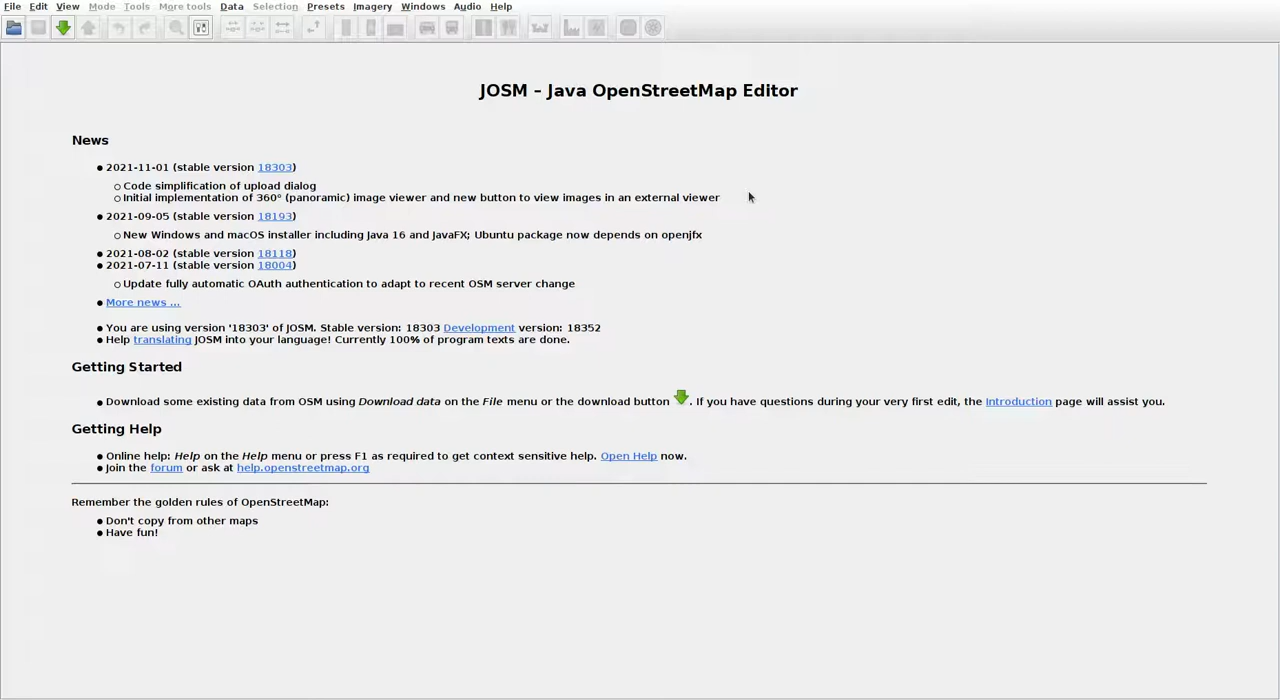 File Edit View Mode Tools More tools Data Selection Presets Imagery Windows Audio Help
JOSM – Java OpenStreetMap Editor
News
● 2021-11-01 (stable version 18303)
○ Code simplification of upload dialog
○ Initial implementation of 360° (panoramic) image viewer and new button to view images in an external viewer
● 2021-09-05 (stable version 18193)
○ New Windows and macOS installer including Java 16 and JavaFX; Ubuntu package now depends on openjfx
● 2021-08-02 (stable version 18118)
● 2021-07-11 (stable version 18004)
○ Update fully automatic OAuth authentication to adapt to recent OSM server change
● More news ...
● You are using version '18303' of JOSM. Stable version: 18303 Development version: 18352
● Help translating JOSM into your language! Currently 100% of program texts are done.
Getting Started
● Download some existing data from OSM using Download data on the File menu or the download button . If you have questions during your very first edit, the Introduction page will assist you.
Getting Help
● Online help: Help on the Help menu or press F1 as required to get context sensitive help. Open Help now.
● Join the forum or ask at help.openstreetmap.org
Remember the golden rules of OpenStreetMap:
● Don't copy from other maps
● Have fun!